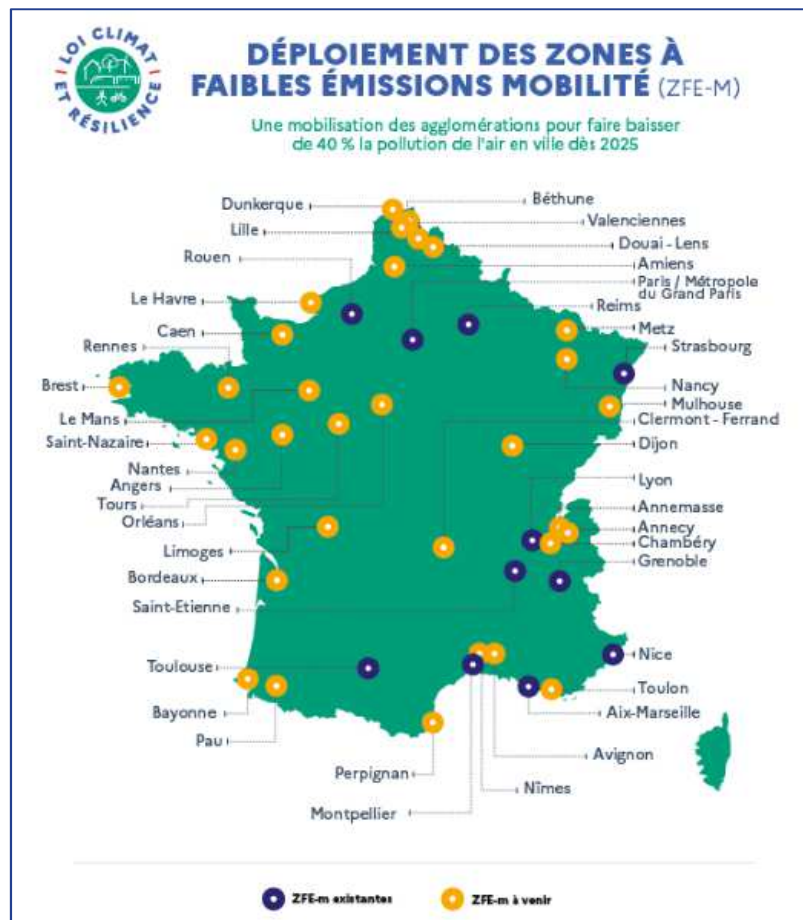 LOI CLIMAT
ET RÉSILIENCE
DÉPLOIEMENT DES ZONES À
FAIBLES ÉMISSIONS MOBILITÉ (ZFE-M)
Une mobilisation des agglomérations pour faire baisser
de 40 % la pollution de l'air en ville dès 2025
Dunkerque
Béthune
Lille
Valenciennes
Douai - Lens
Rouen
Amiens
Paris / Métropole
du Grand Paris
Le Havre
Reims
Caen
Metz
Rennes
Strasbourg
Brest
Nancy
Mulhouse
Le Mans
Clermont - Ferrand
Saint-Nazaire
Dijon
Nantes
Lyon
Angers
Tours
Annemasse
Orléans
Annecy
Chambéry
Limoges
Grenoble
Bordeaux
Saint-Etienne
Nice
Toulouse
Toulon
Bayonne
Aix-Marseille
Pau
Avignon
Perpignan
Nîmes
Montpellier
ZFE-m existantes
ZFE-m à venir